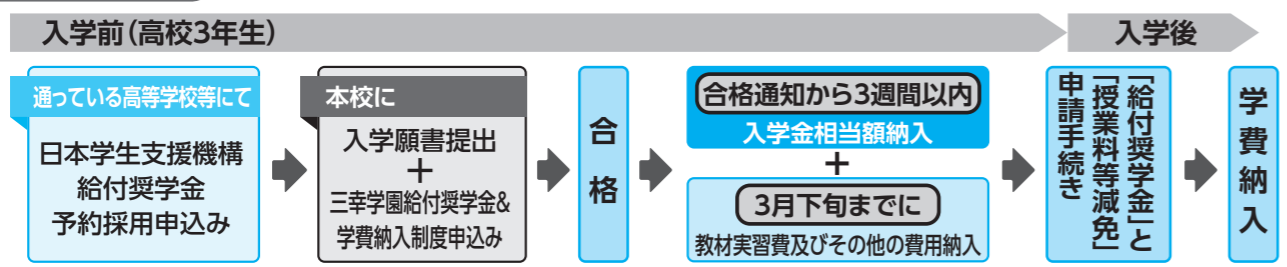 入学前（高校3年生）
入学後
通っている高等学校等にて
日本学生支援機構
給付奨学金
予約採用申込み
本校に
入学願書提出
＋
三幸学園給付奨学金&
学費納入制度申込み
合格
合格通知から3週間以内
入学金相当額納入
＋
3月下旬までに
教材実習費及びその他の費用納入
「給付奨学金」と
「授業料等減免」
申請手続き
学費納入